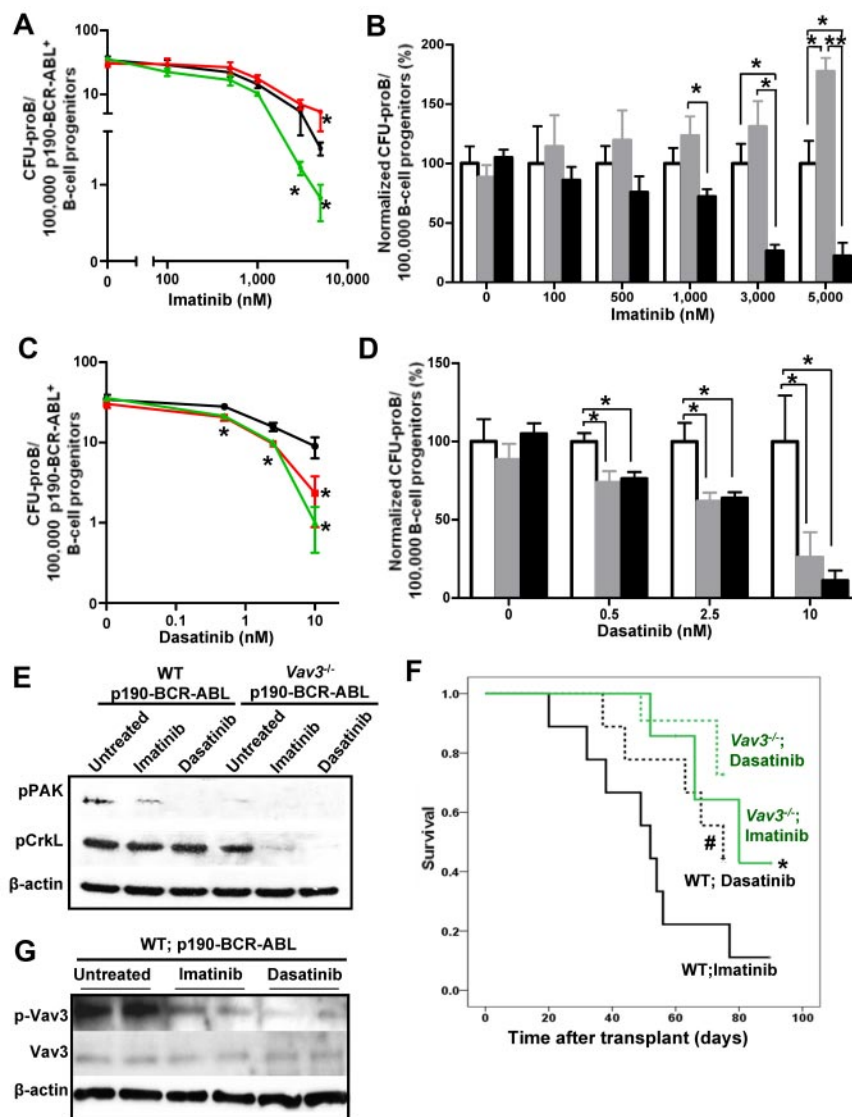 A
CFU-proB/
100,000 p190-BCR-ABL+
B-cell progenitors
100
10
1
0
0
100
1,000
10,000
Imatinib (nM)
*
*
*
B
Normalized CFU-proB/
100,000 B-cell progenitors (%)
200
150
100
50
0
0
100
500
1,000
3,000
5,000
Imatinib (nM)
*
*
*
*
* **
C
CFU-proB/
100,000 p190-BCR-ABL+
B-cell progenitors
100
10
1
0
0
0.1
1
10
Dasatinib (nM)
*
*
*
*
D
Normalized CFU-proB/
100,000 B-cell progenitors (%)
150
100
50
0
0
0.5
2.5
10
Dasatinib (nM)
*
*
*
*
*
*
E
WT
p190-BCR-ABL
Vav3-/-
p190-BCR-ABL
Untreated
Imatinib
Dasatinib
Untreated
Imatinib
Dasatinib
pPAK
pCrkL
β-actin
F
Survival
1.0
0.8
0.6
0.4
0.2
0.0
0
20
40
60
80
100
Time after transplant (days)
Vav3-/-;
Dasatinib
Vav3-/-;
Imatinib
*
#
WT; Dasatinib
WT;Imatinib
G
WT; p190-BCR-ABL
Untreated Imatinib Dasatinib
p-Vav3
Vav3
β-actin